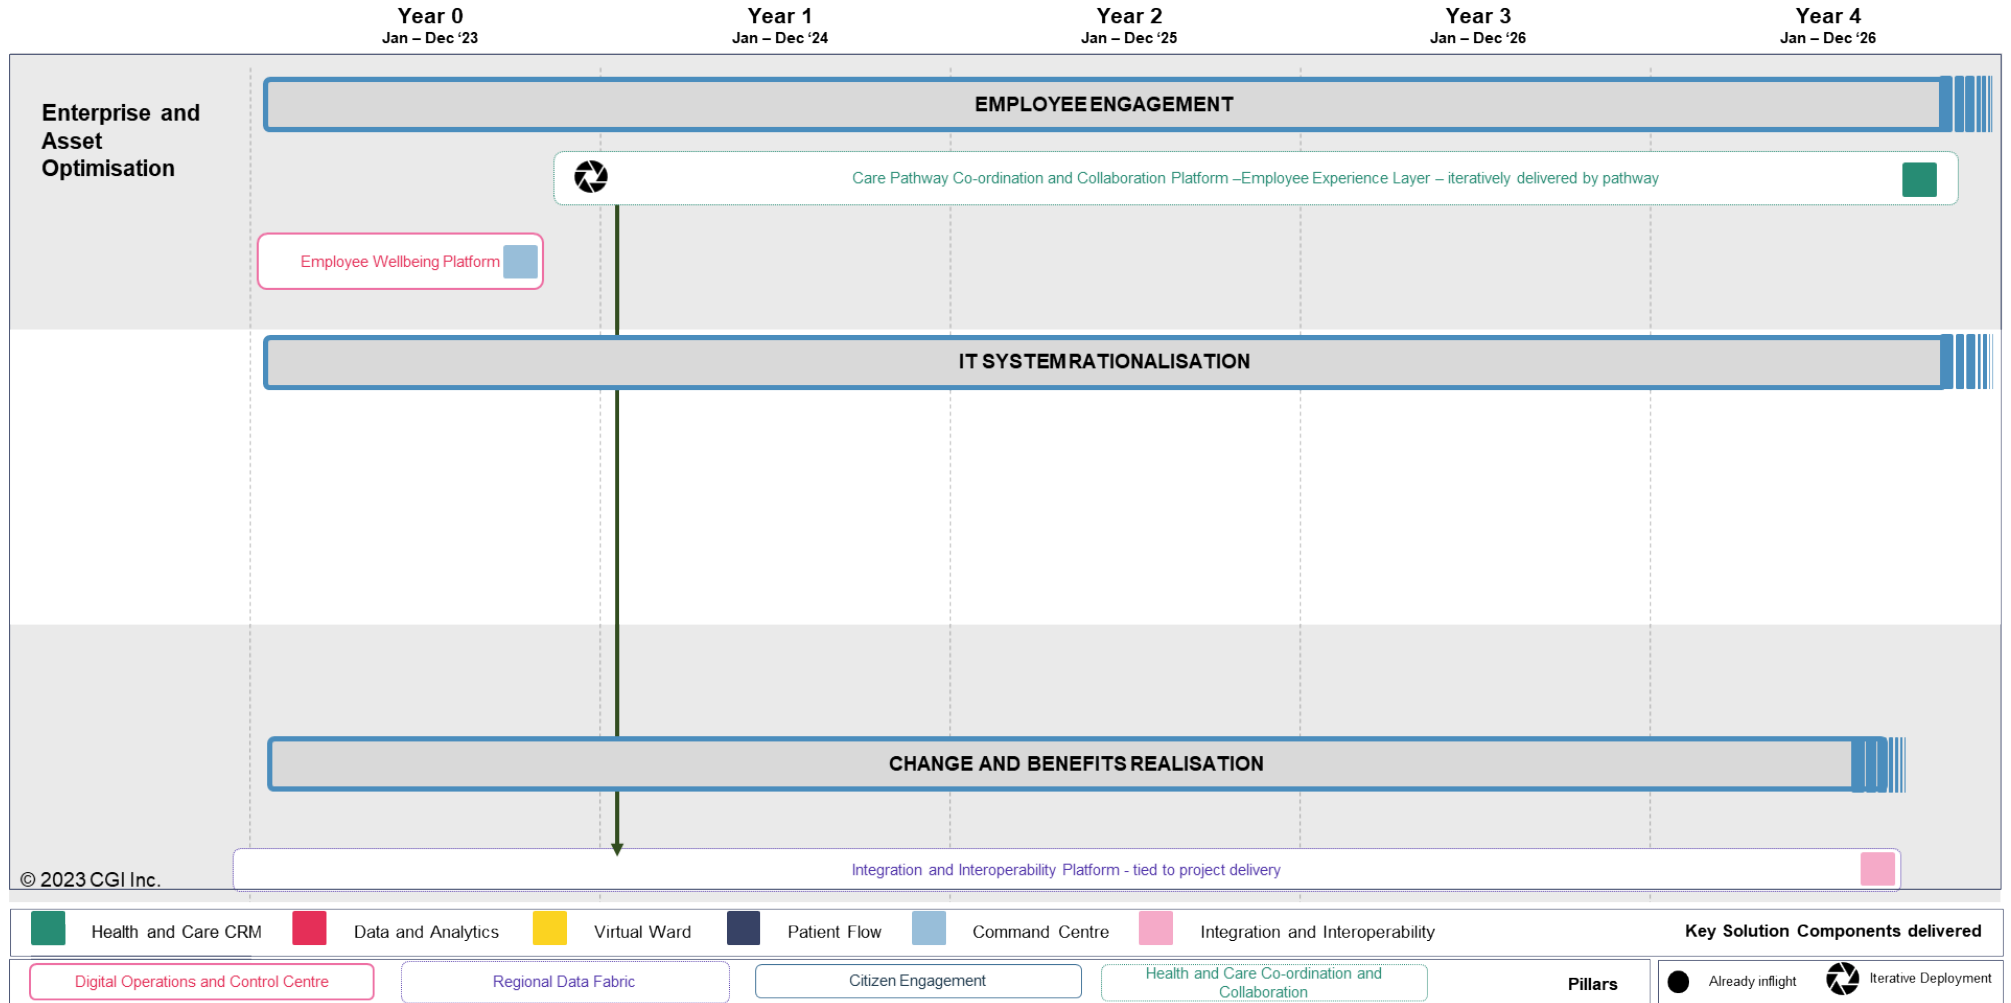 Year 0
Jan – Dec ‘23
Year 1
Jan – Dec ‘24
Year 2
Jan – Dec ‘25
Year 3
Jan – Dec ‘26
Year 4
Jan – Dec ‘26
Enterprise and
Asset
Optimisation
EMPLOYEE ENGAGEMENT
Care Pathway Co-ordination and Collaboration Platform –Employee Experience Layer – iteratively delivered by pathway
Employee Wellbeing Platform
IT SYSTEM RATIONALISATION
CHANGE AND BENEFITS REALISATION
Integration and Interoperability Platform - tied to project delivery
© 2023 CGI Inc.
Health and Care CRM
Data and Analytics
Virtual Ward
Patient Flow
Command Centre
Integration and Interoperability
Key Solution Components delivered
Digital Operations and Control Centre
Regional Data Fabric
Citizen Engagement
Health and Care Co-ordination and
Collaboration
Pillars
Already inflight
Iterative Deployment